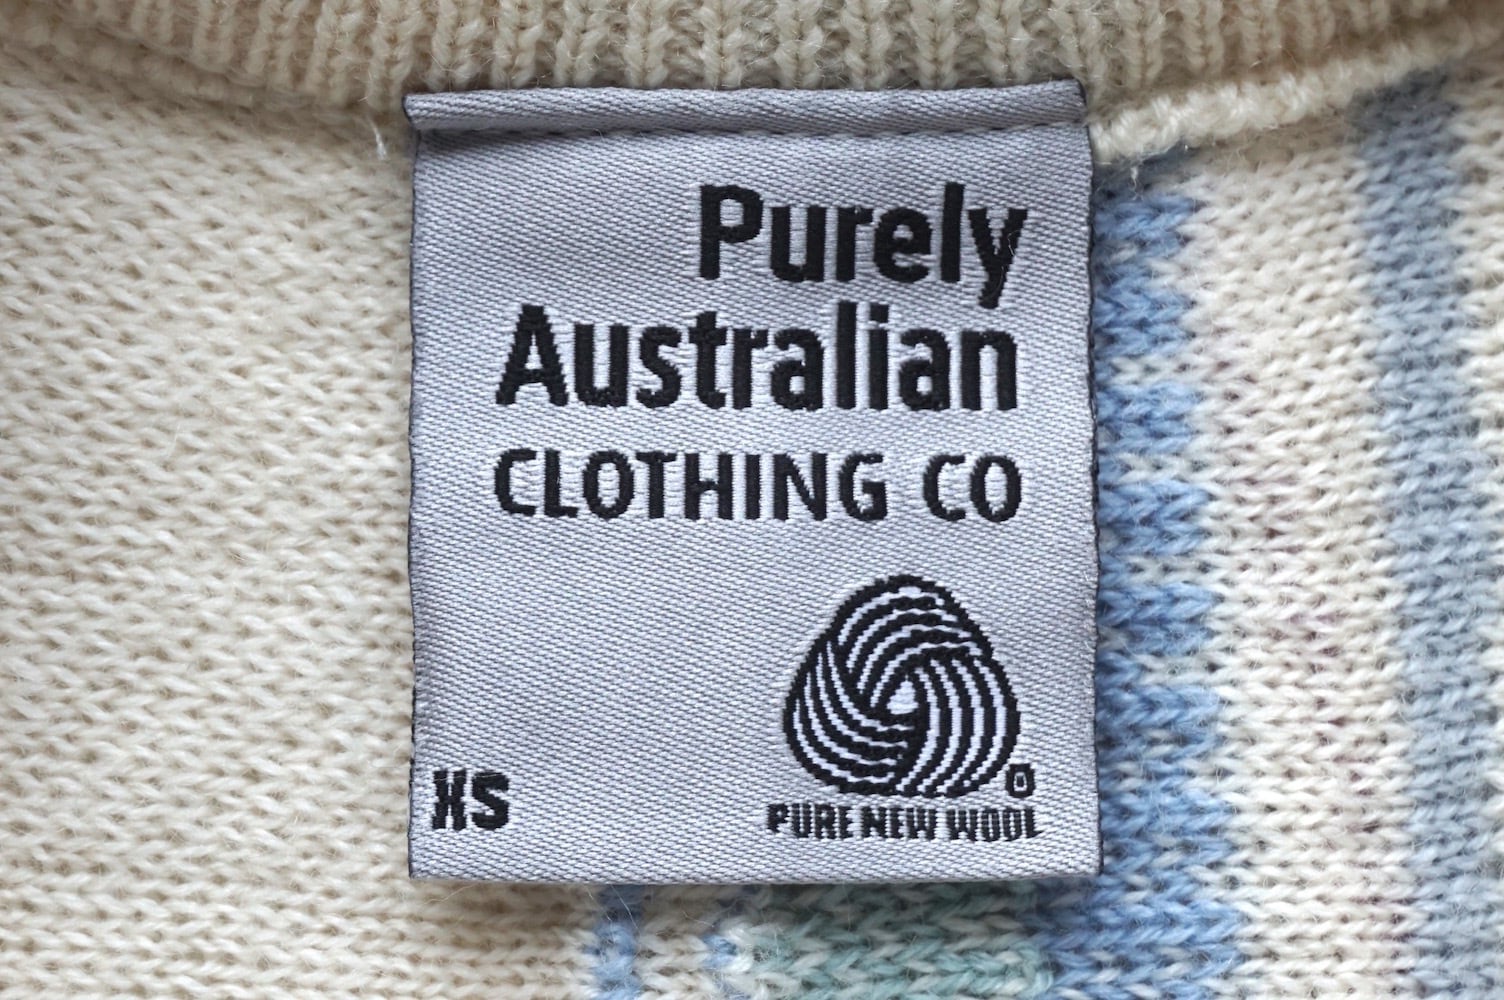 Purely
Australian
CLOTHING CO
XS
PURE NEW WOOL